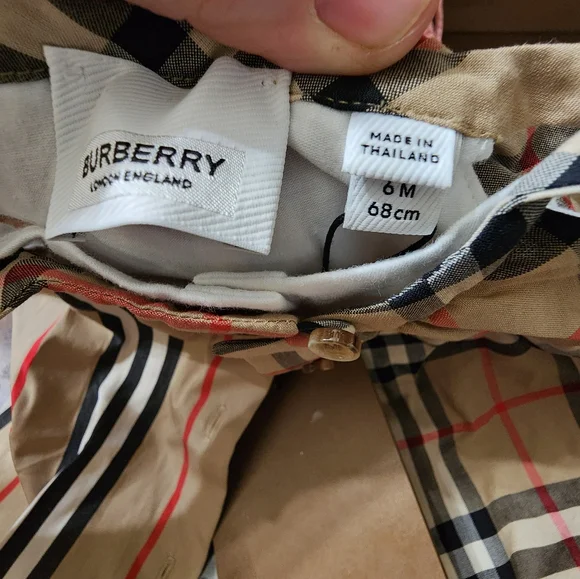 BURBERRY
LONDON ENGLAND
MADE IN
THAILAND
6 M
68cm